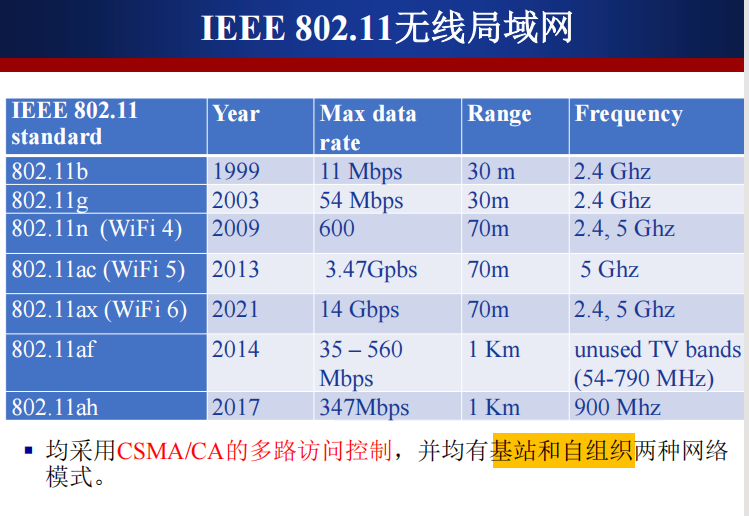 IEEE 802.11无线局域网
IEEE 802.11 standard Year Max data rate Range Frequency
802.11b 1999 11 Mbps 30 m 2.4 Ghz
802.11g 2003 54 Mbps 30m 2.4 Ghz
802.11n (WiFi 4) 2009 600 70m 2.4, 5 Ghz
802.11ac (WiFi 5) 2013 3.47Gpbs 70m 5 Ghz
802.11ax (WiFi 6) 2021 14 Gbps 70m 2.4, 5 Ghz
802.11af 2014 35 – 560 Mbps 1 Km unused TV bands (54-790 MHz)
802.11ah 2017 347Mbps 1 Km 900 Mhz
▪ 均采用CSMA/CA的多路访问控制，并均有基站和自组织两种网络
模式。